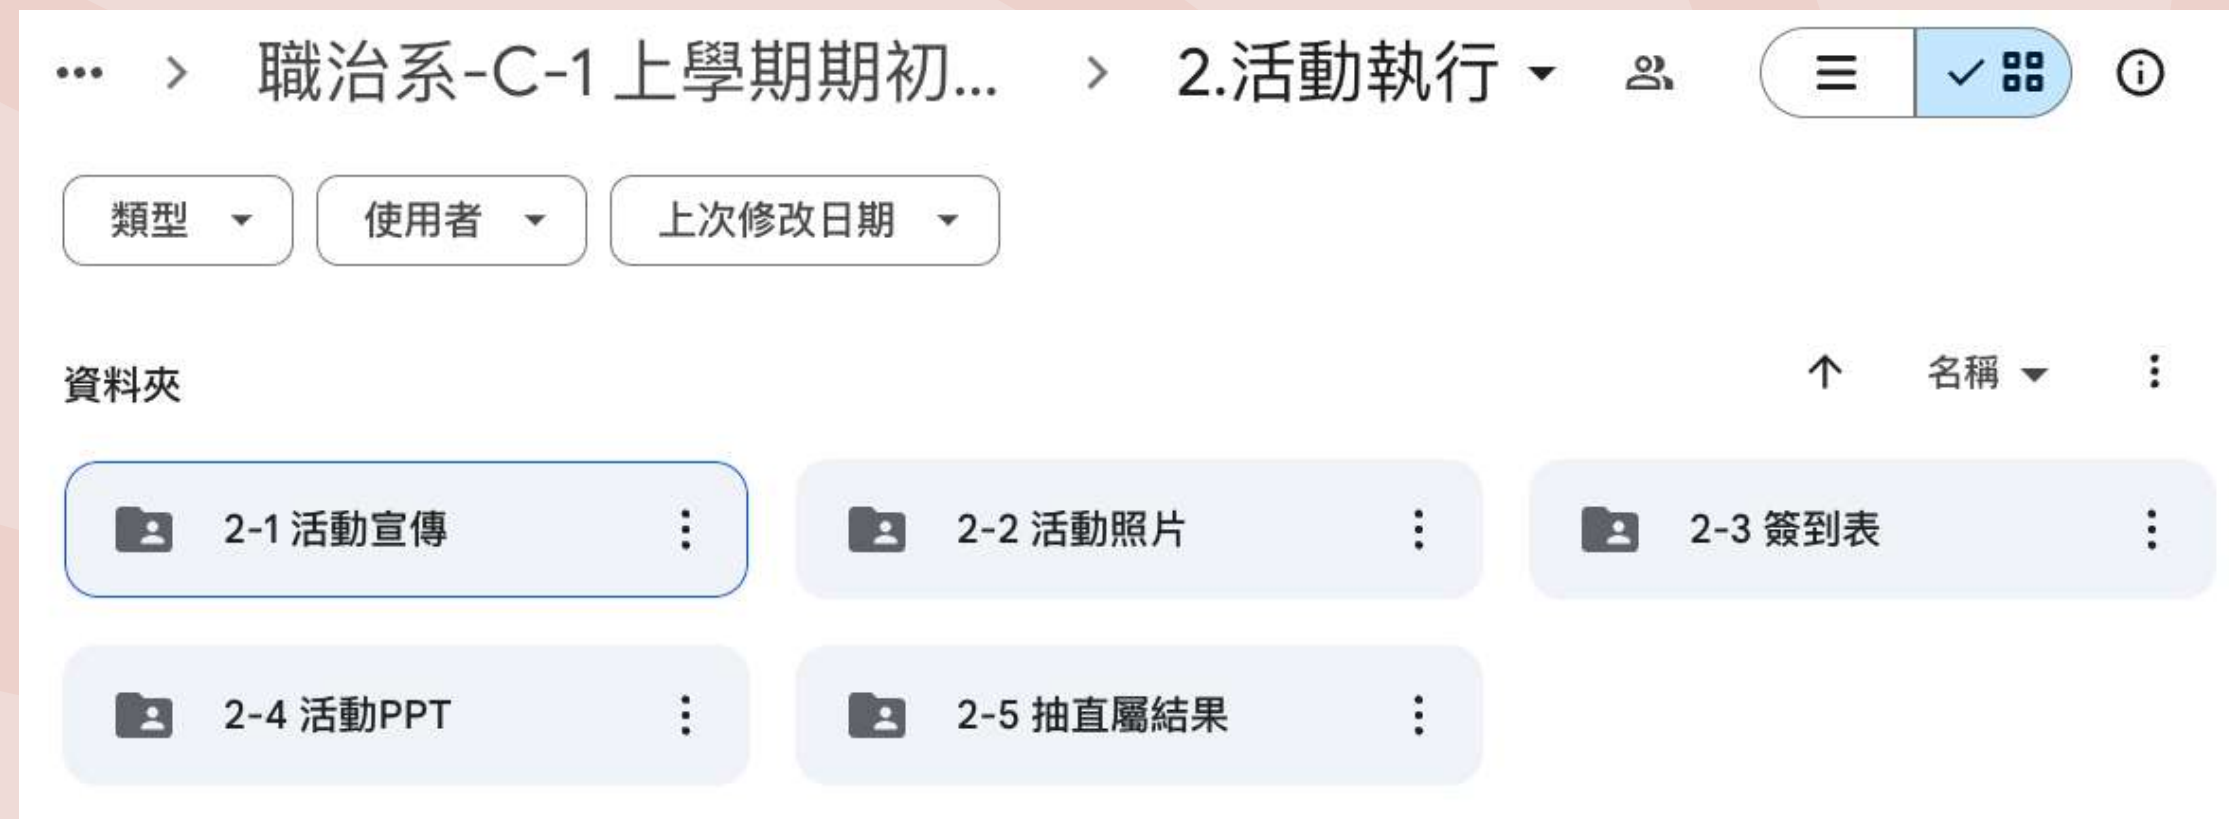 … > 職治系-C-1 上學期期初... > 2.活動執行
類型 使用者 上次修改日期
資料夾 名稱
2-1 活動宣傳 2-2 活動照片 2-3 簽到表
2-4 活動PPT 2-5 抽直屬結果